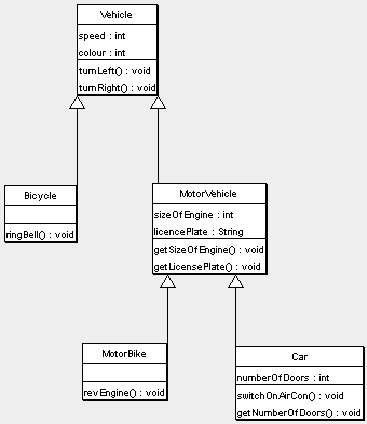 Vehicle
speed : int
colour : int
turnLeft() : void
turnRight() : void
Bicycle
ringBell() : void
MotorVehicle
sizeOfEngine : int
licencePlate : String
getSizeOfEngine() : void
getLicensePlate() : void
MotorBike
revEngine() : void
Car
numberOfDoors : int
switchOnAirCon() : void
getNumberOfDoors() : void